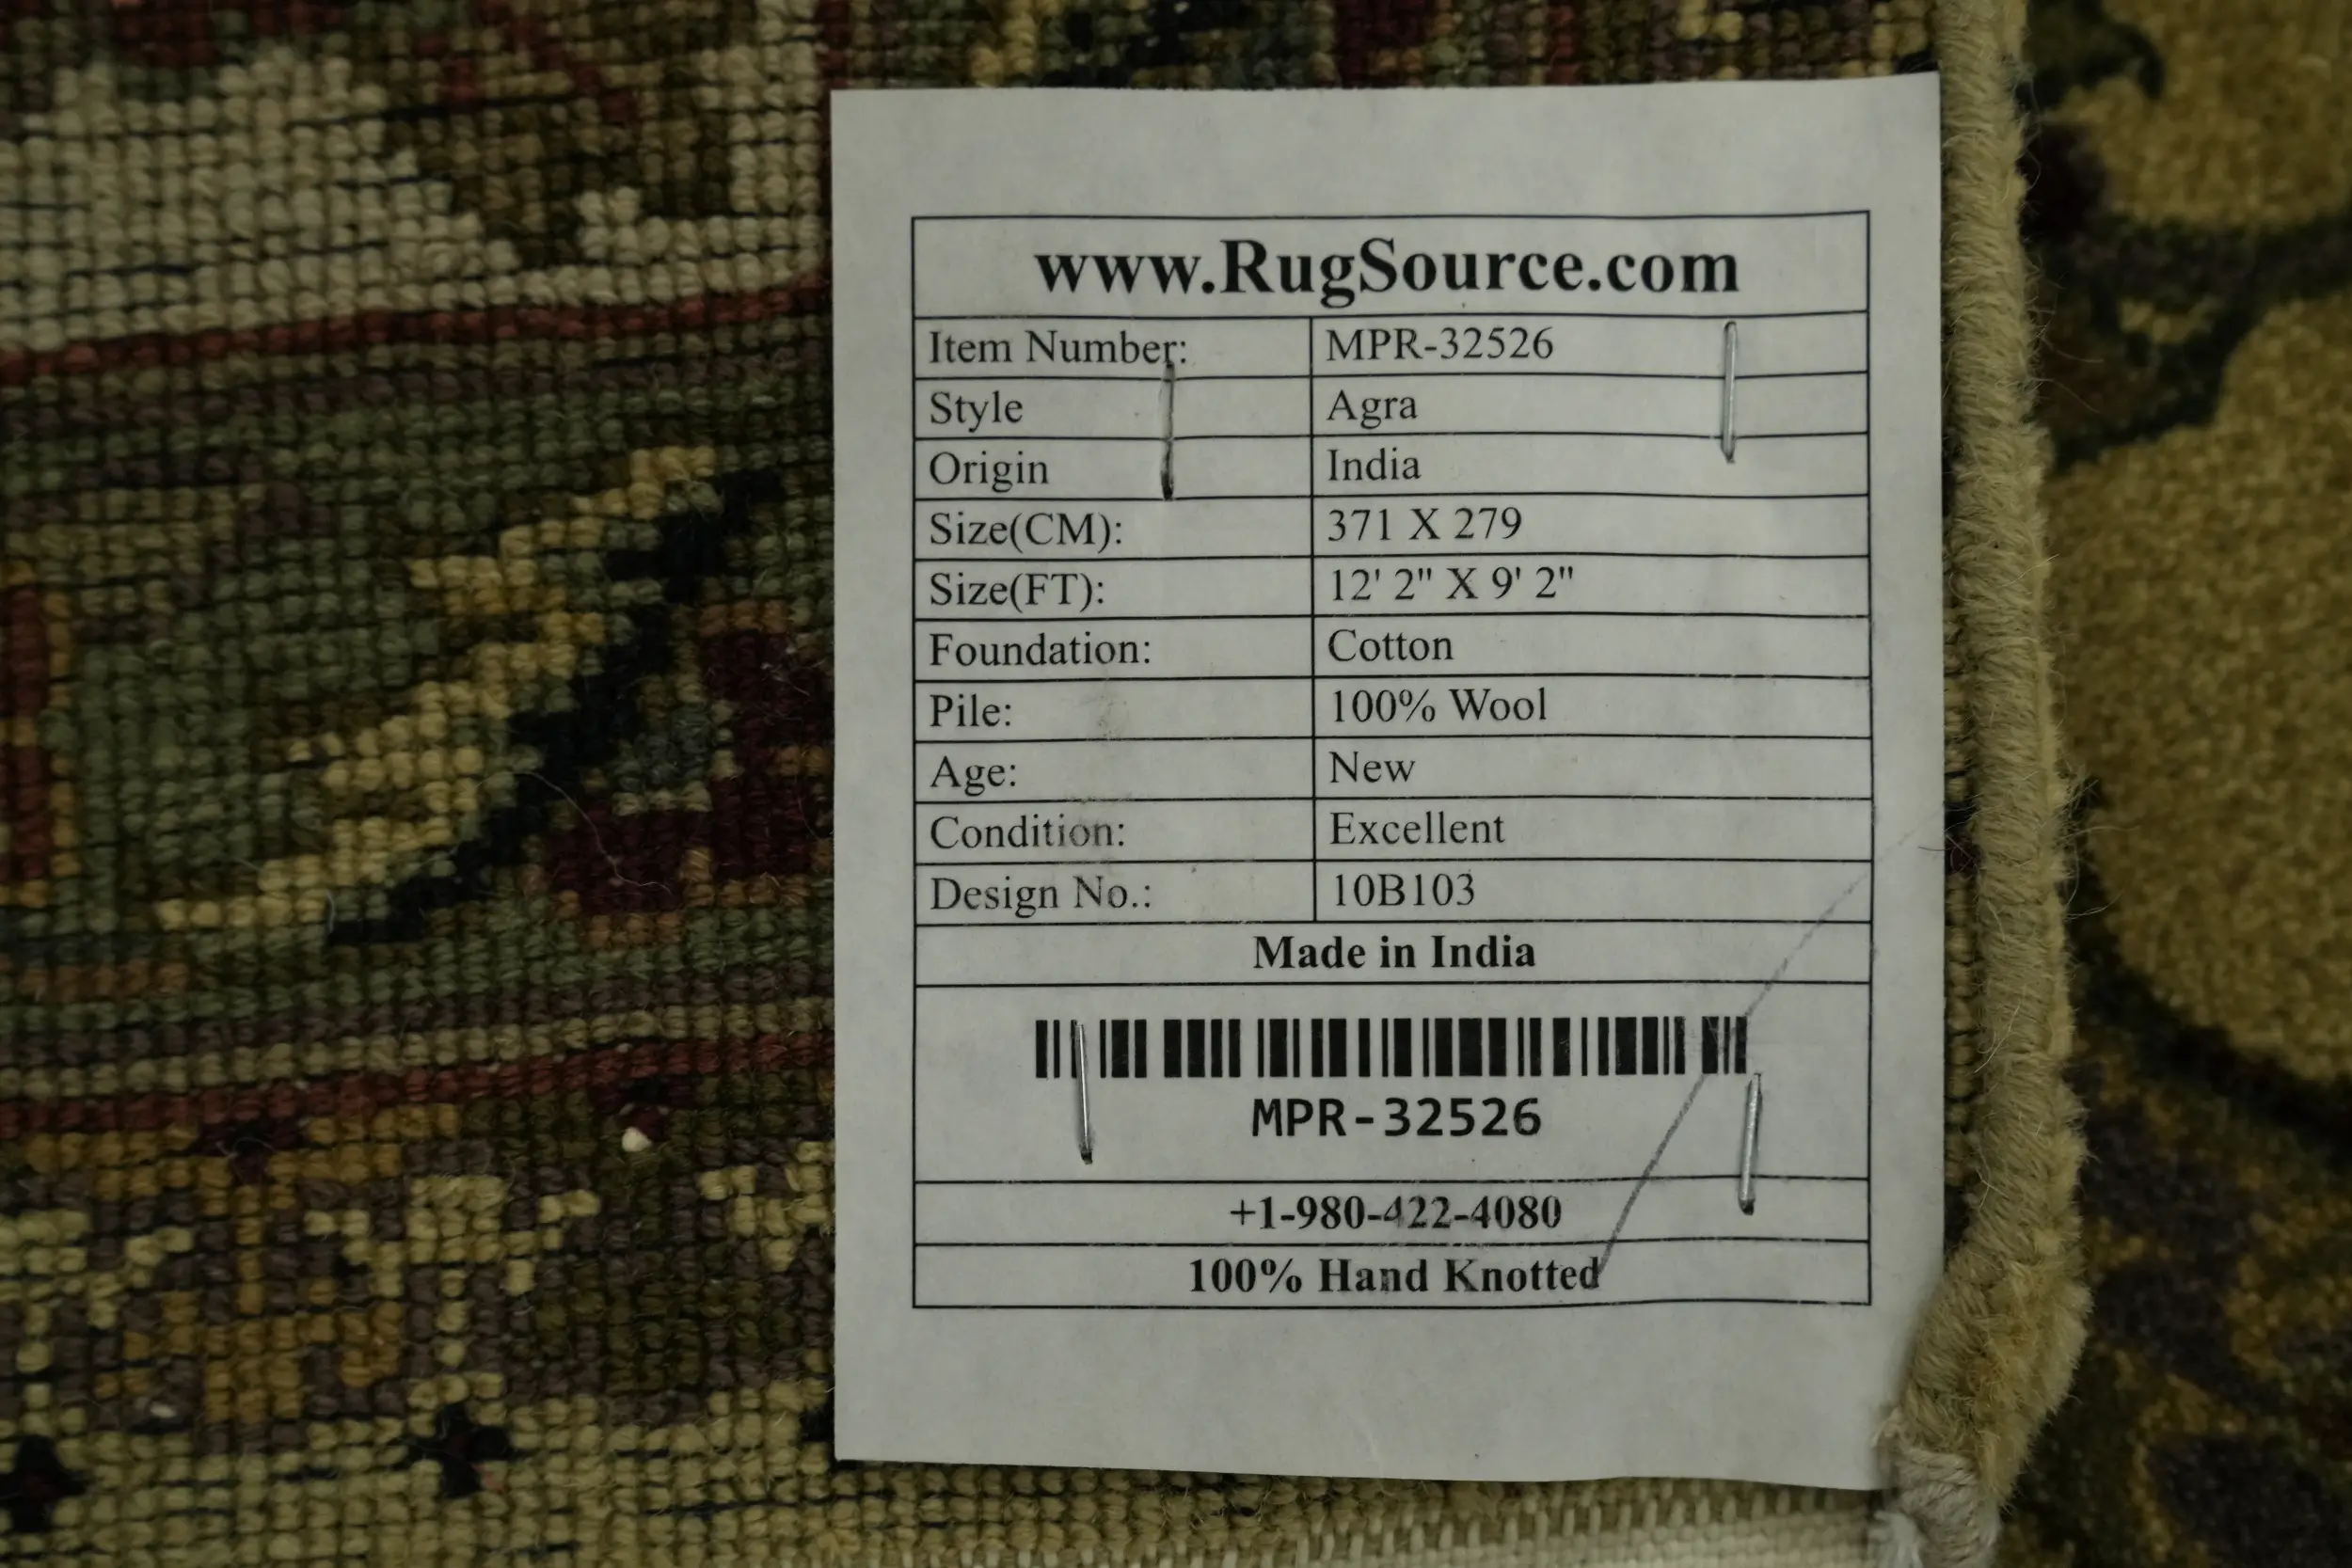 www.RugSource.com
Item Number: MPR-32526
Style Agra
Origin India
Size(CM): 371 X 279
Size(FT): 12' 2" X 9' 2"
Foundation: Cotton
Pile: 100% Wool
Age: New
Condition: Excellent
Design No.: 10B103
Made in India
MPR-32526
+1-980-422-4080
100% Hand Knotted